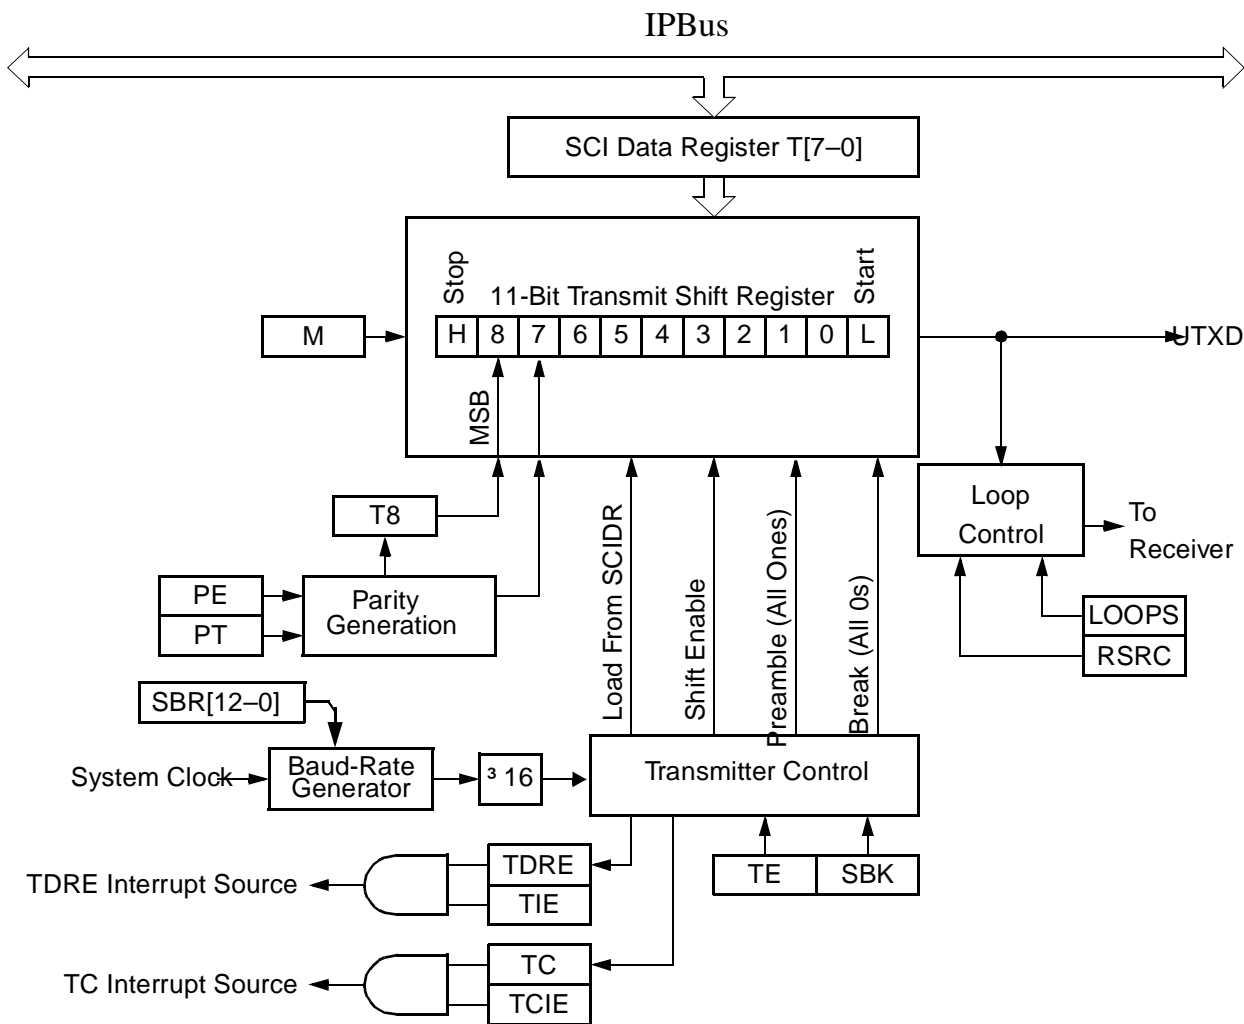 IPBus
SCI Data Register T[7–0]
Stop
11-Bit Transmit Shift Register
Start
M
H 8 7 6 5 4 3 2 1 0 L
UTXD
MSB
T8
Loop
Control
To
Receiver
PE
PT
Parity
Generation
Load From SCIDR
Shift Enable
Preamble (All Ones)
Break (All 0s)
LOOPS
RSRC
SBR[12–0]
System Clock
Baud-Rate
Generator
³ 16
Transmitter Control
TDRE Interrupt Source
TDRE
TIE
TE
SBK
TC Interrupt Source
TC
TCIE